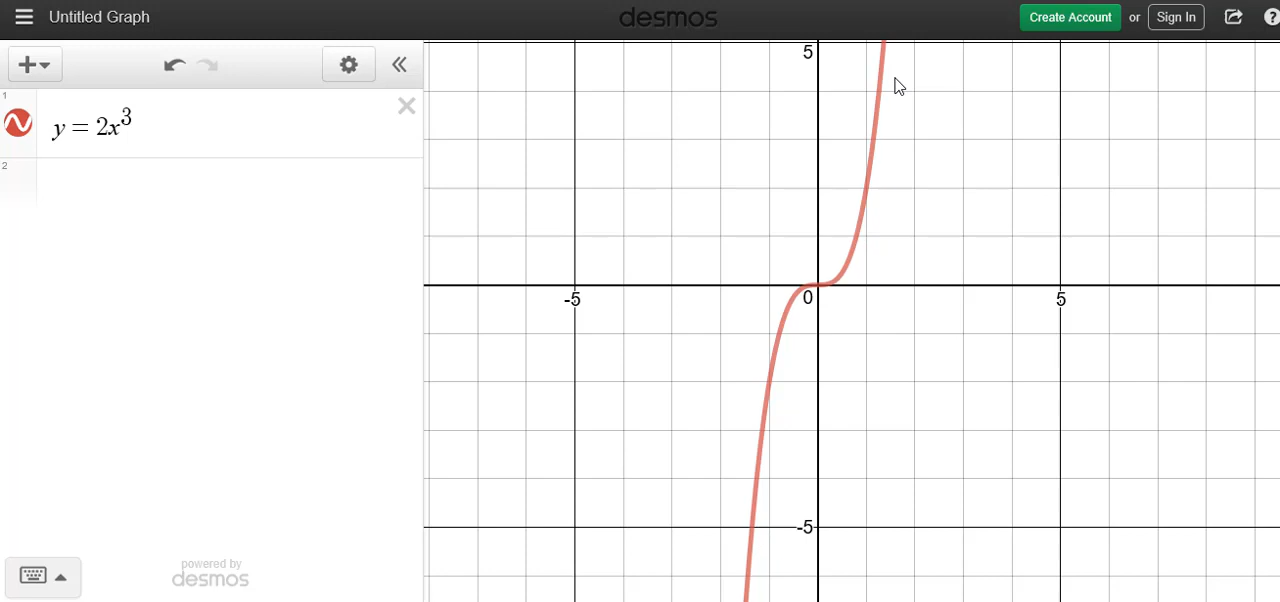 Untitled Graph
desmos
Create Account or Sign In
?
1
y = 2x³
2
5
-5
0
5
-5
powered by
desmos